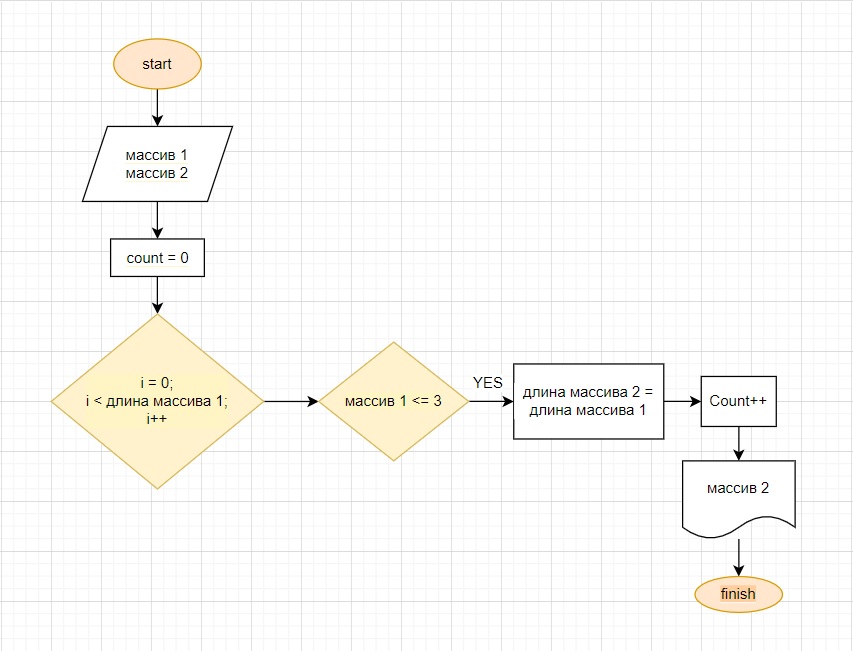 start
массив 1
массив 2
count = 0
i = 0;
i < длина массива 1;
i++
массив 1 <= 3
YES
длина массива 2 =
длина массива 1
Count++
массив 2
finish